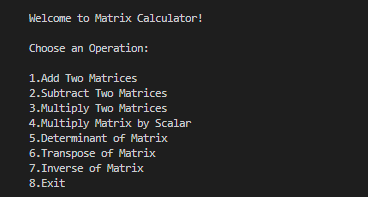 Welcome to Matrix Calculator!
Choose an Operation:
1.Add Two Matrices
2.Subtract Two Matrices
3.Multiply Two Matrices
4.Multiply Matrix by Scalar
5.Determinant of Matrix
6.Transpose of Matrix
7.Inverse of Matrix
8.Exit